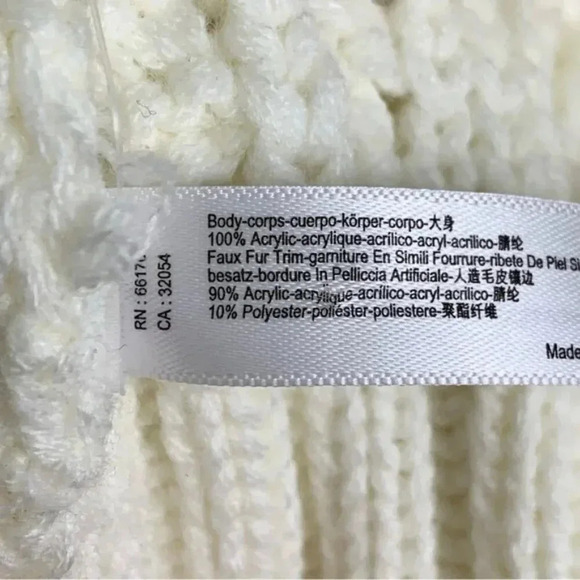 Body-corps-cuerpo-körper-corpo-大身
100% Acrylic-acrylique-acrílico-acryl-acrilico-腈纶
Faux Fur Trim-garniture En Simili Fourrure-ribete De Piel
besatz-bordure In Pelliccia Artificiale-人造毛皮镶边
90% Acrylic-acrylique-acrílico-acryl-acrilico-腈纶
10% Polyester-poliéster-poliestere-聚酯纤维
Made
RN : 6617
CA : 32054